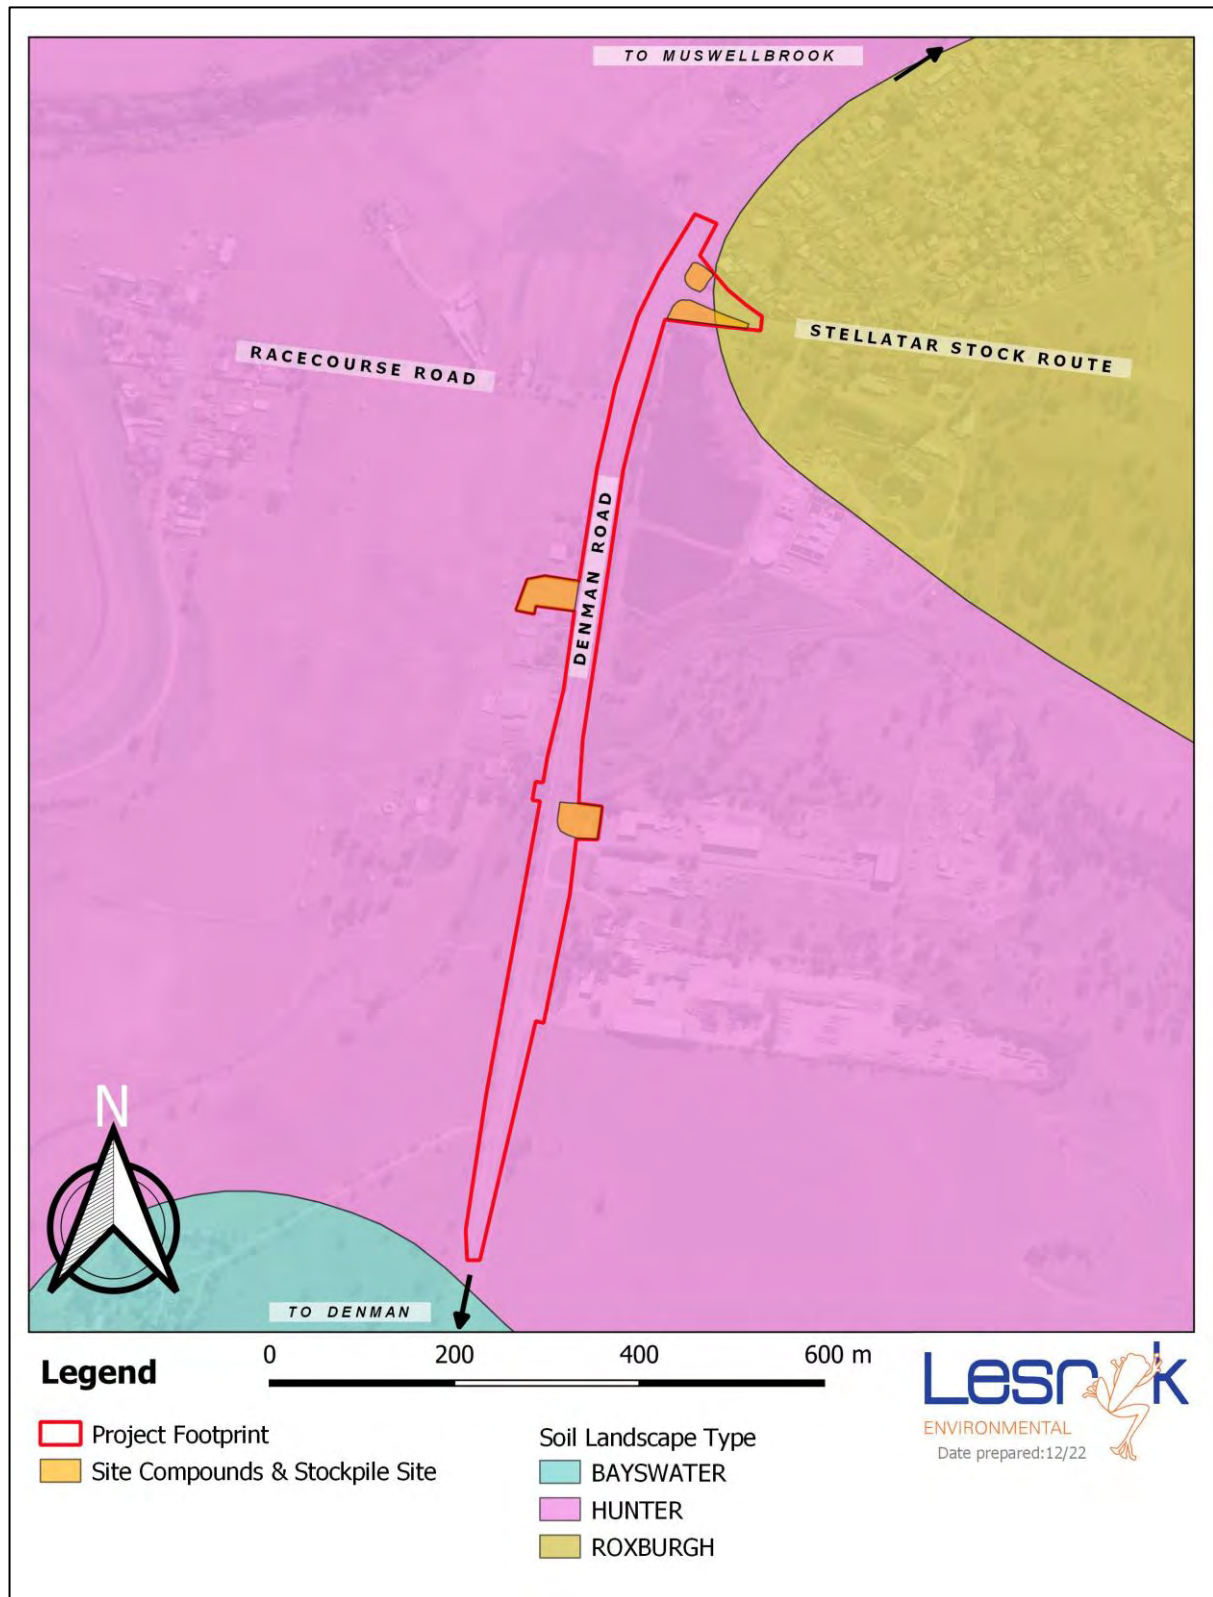 TO MUSWELLBROOK
STELLATAR STOCK ROUTE
RACECOURSE ROAD
DENMAN ROAD
N
TO DENMAN
Legend
0 200 400 600 m
Project Footprint
Site Compounds & Stockpile Site
Soil Landscape Type
BAYSWATER
HUNTER
ROXBURGH
Lesryk
ENVIRONMENTAL
Date prepared:12/22